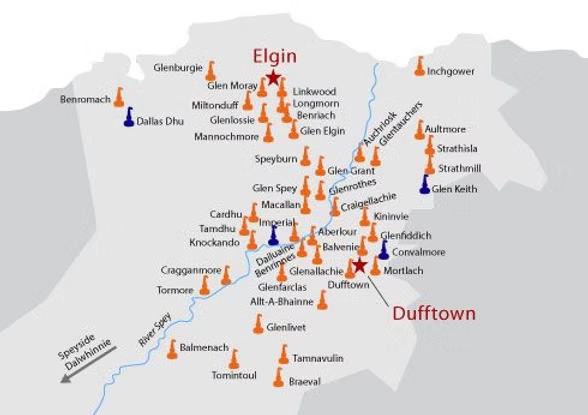 Elgin
Glenburgie
Inchgower
Glen Moray
Linkwood
Benromach
Miltonduff
Longmorn
Dallas Dhu
Glenlossie
Benriach
Mannochmore
Glen Elgin
Auchriosk
Glentauchers
Aultmore
Strathisla
Speyburn
Glen Grant
Strathmill
Glen Spey
Glenrothes
Glen Keith
Macallan
Craigellachie
Cardhu
Imperial
Kininvie
Tamdhu
Aberlour
Glenfiddich
Knockando
Dailuaine
Balvenie
Convalmore
Benrinnes
Cragganmore
Glenallachie
Mortlach
Tormore
Glenfarclas
Dufftown
Allt-A-Bhainne
Dufftown
River Spey
Glenlivet
Speyside
Dalwhinnie
Balmenach
Tamnavulin
Tomintoul
Benraev